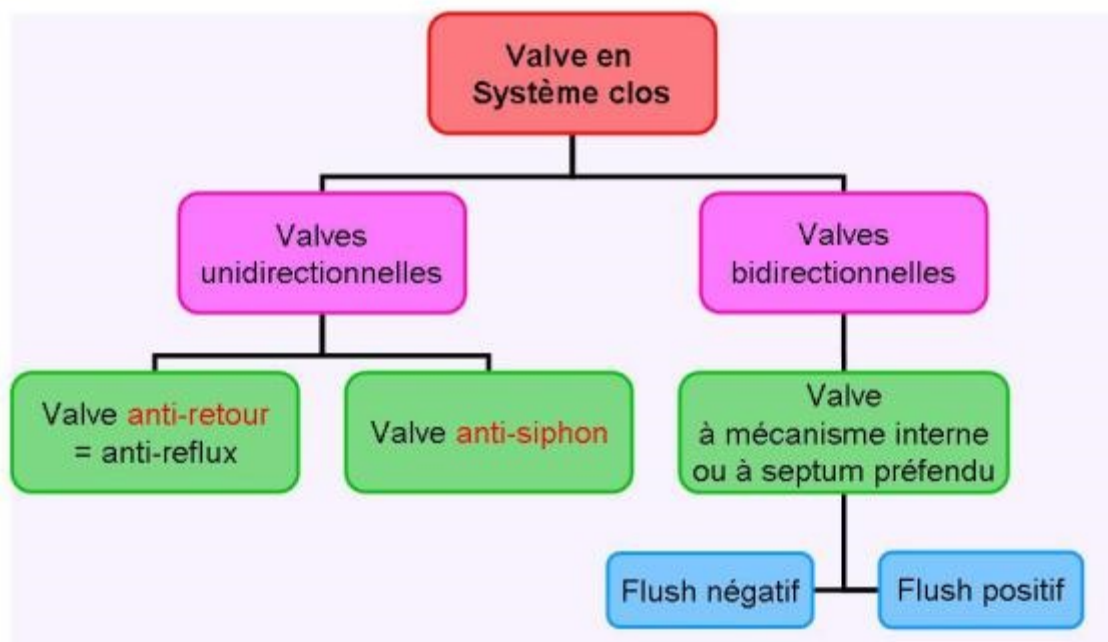 Valve en
Système clos
Valves
unidirectionnelles
Valves
bidirectionnelles
Valve anti-retour
= anti-reflux
Valve anti-siphon
Valve
à mécanisme interne
ou à septum préfendu
Flush négatif
Flush positif